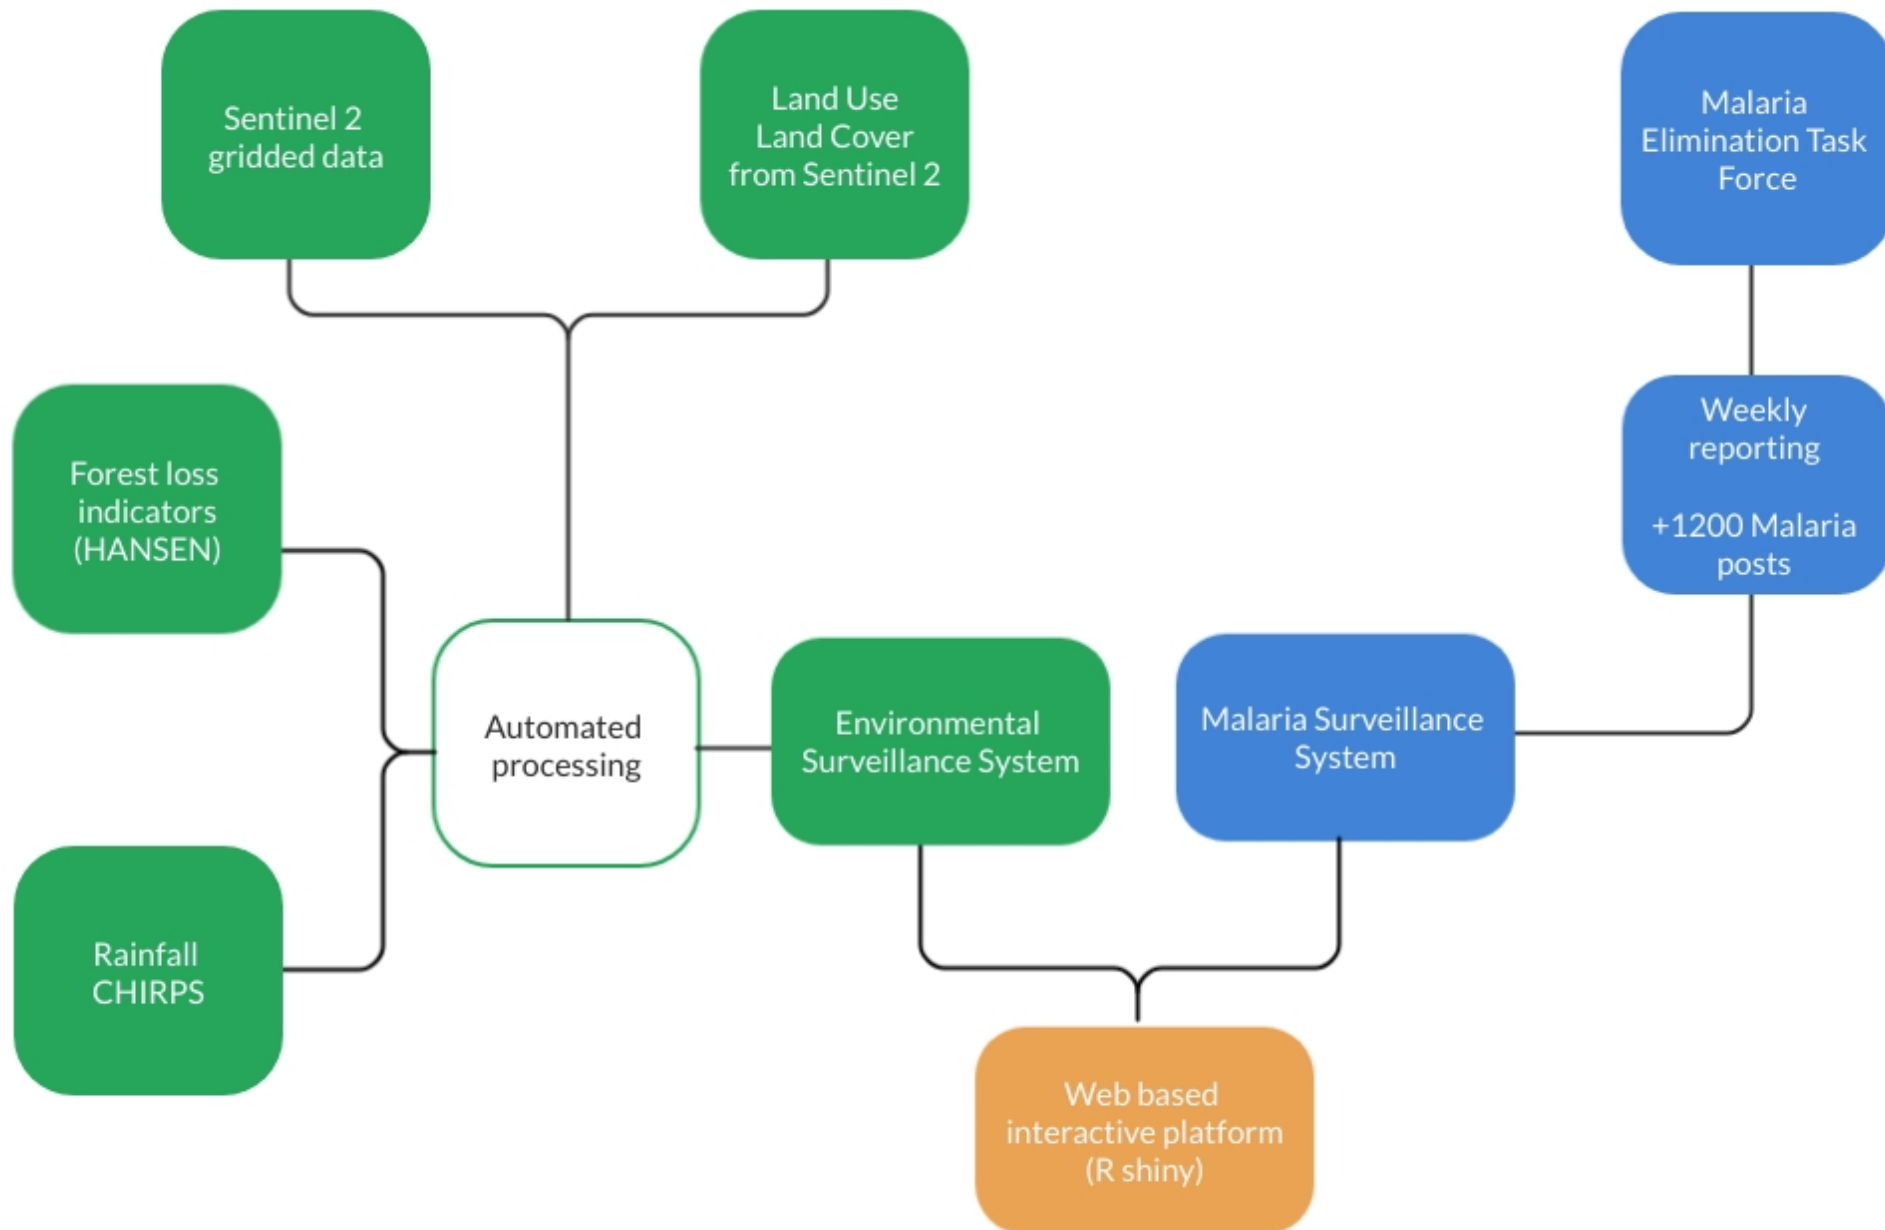 Sentinel 2
gridded data
Land Use
Land Cover
from Sentinel 2
Malaria
Elimination Task
Force
Forest loss
indicators
(HANSEN)
Weekly
reporting
+1200 Malaria
posts
Automated
processing
Environmental
Surveillance System
Malaria Surveillance
System
Rainfall
CHIRPS
Web based
interactive platform
(R shiny)